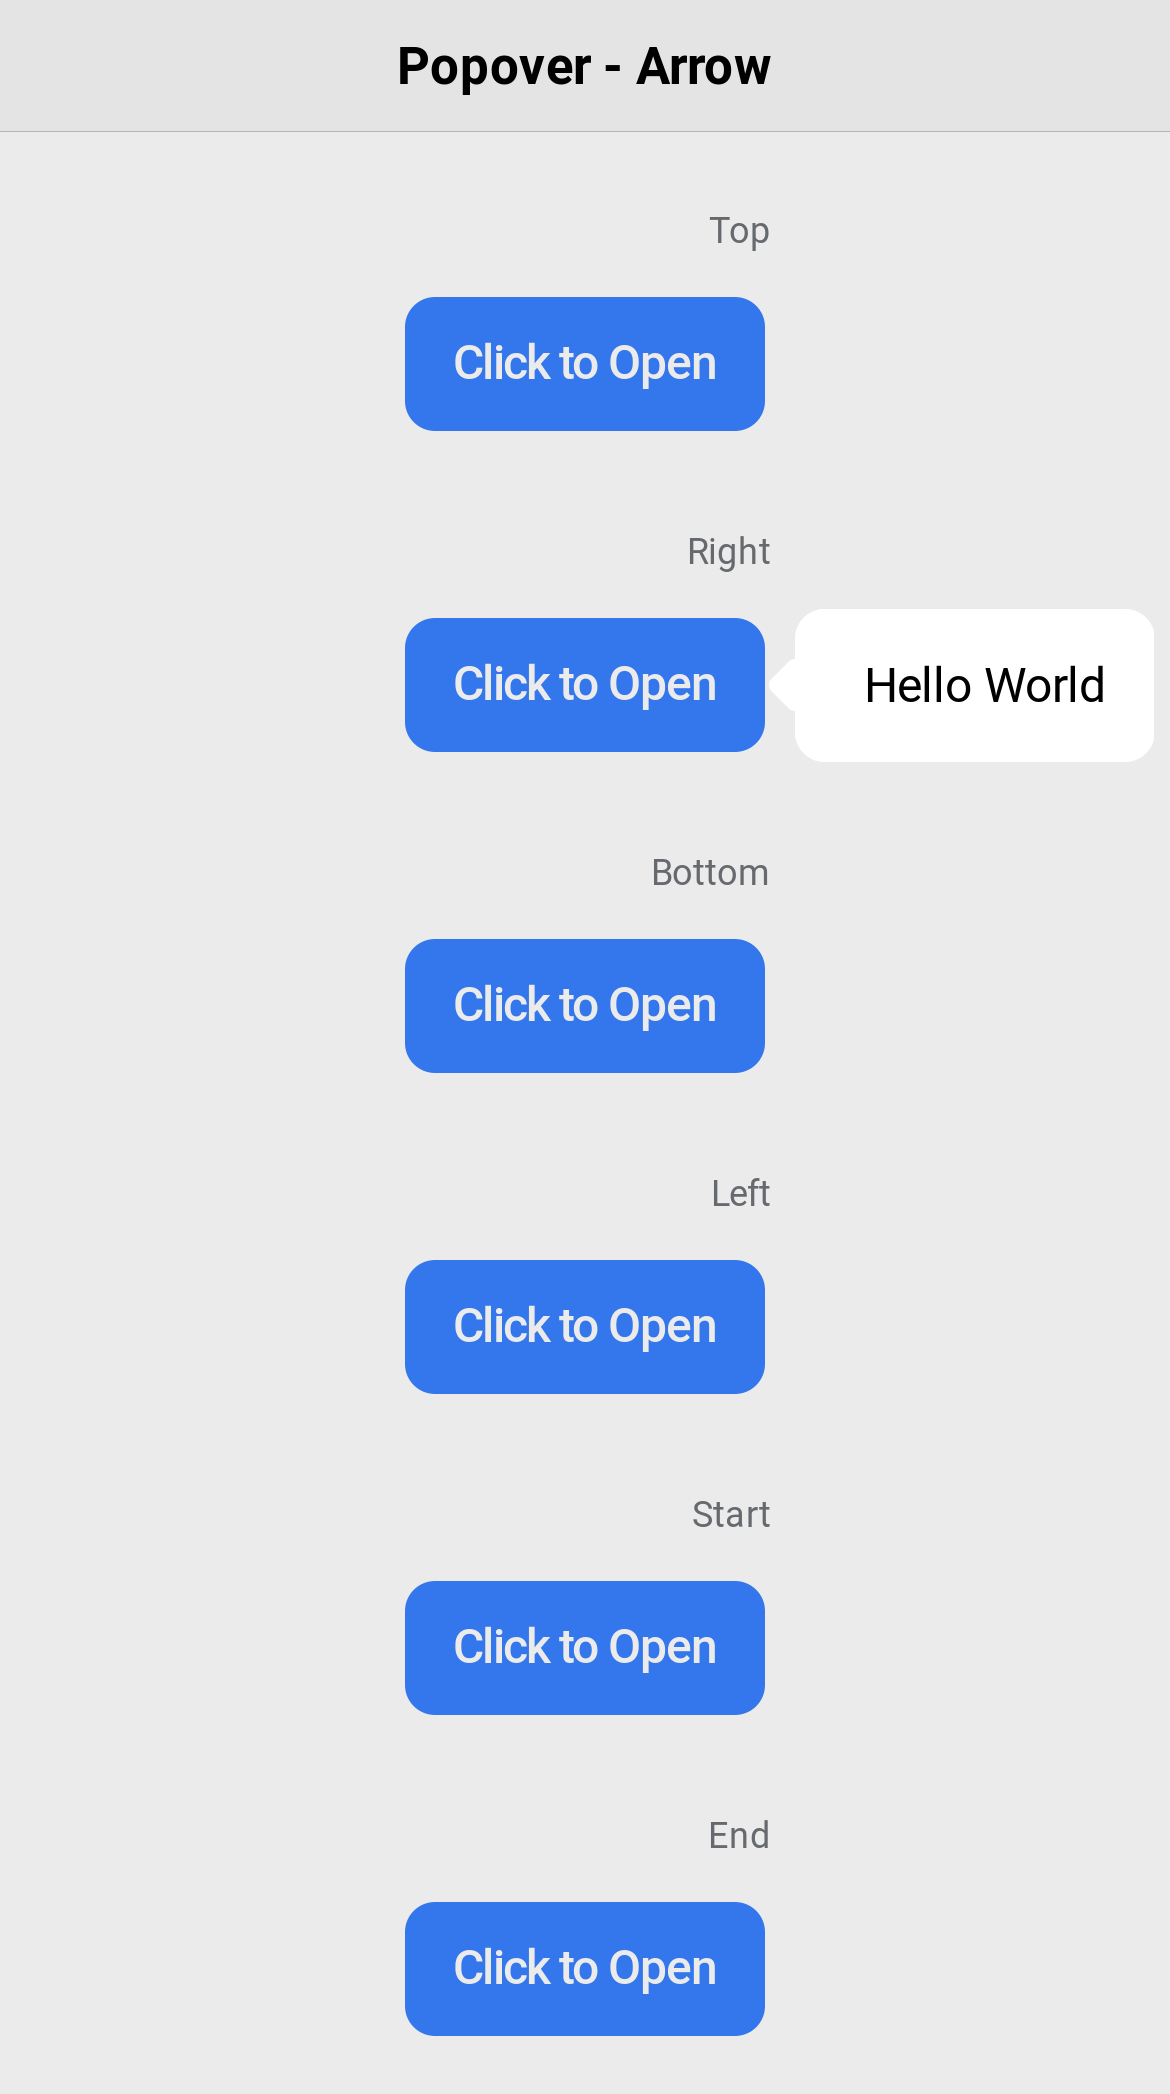 Popover - Arrow
Top
Click to Open
Right
Click to Open
Hello World
Bottom
Click to Open
Left
Click to Open
Start
Click to Open
End
Click to Open